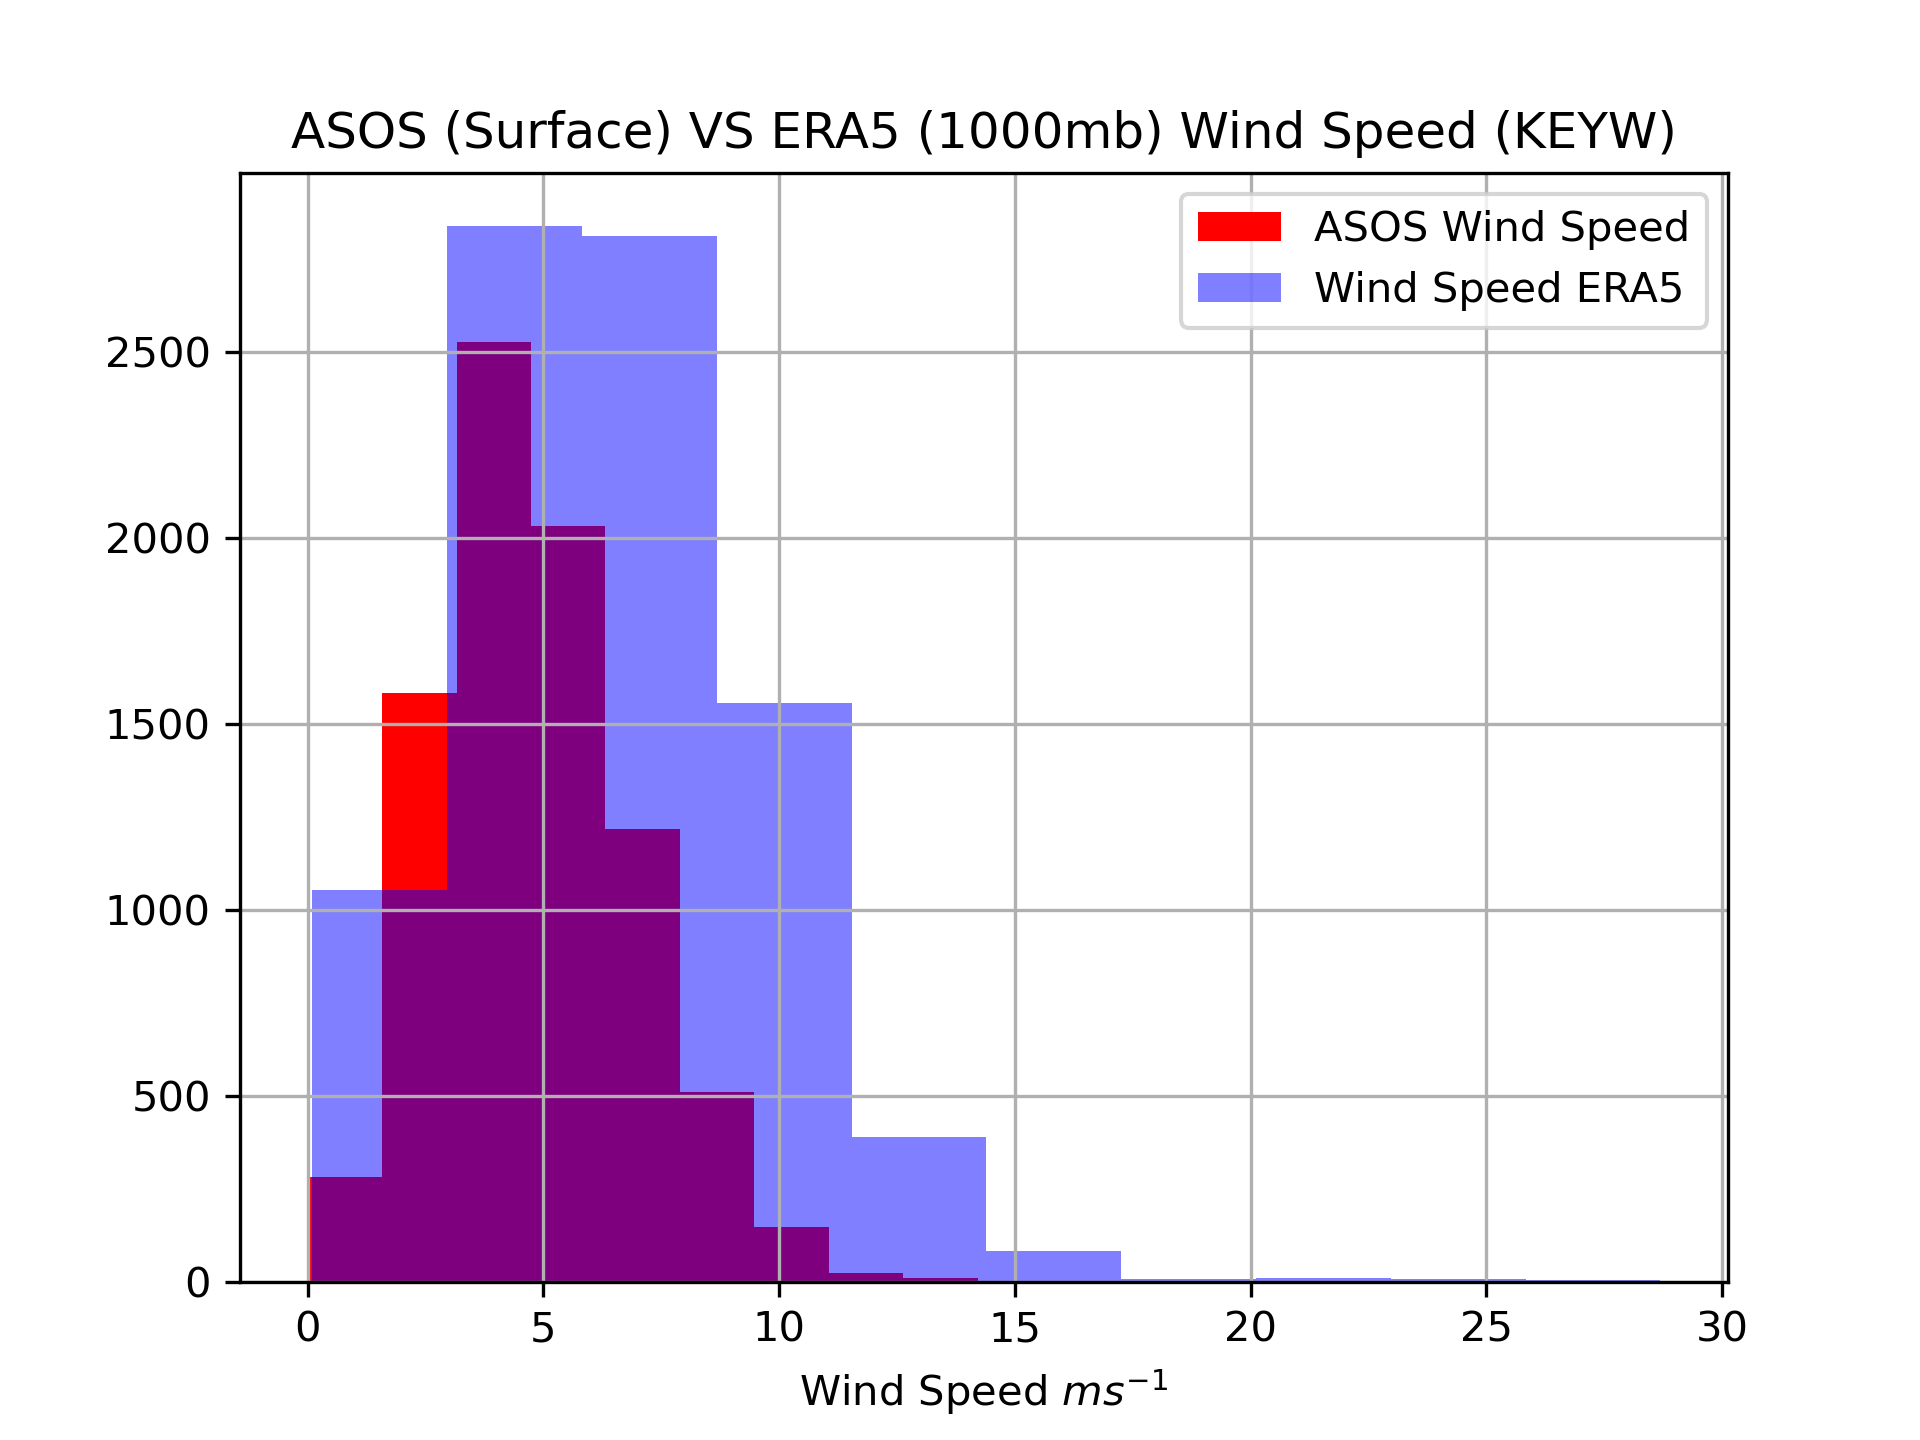 ASOS (Surface) VS ERA5 (1000mb) Wind Speed (KEYW)
ASOS Wind Speed
Wind Speed ERA5
2500
2000
1500
1000
500
0
0 5 10 15 20 25 30
Wind Speed ms⁻¹